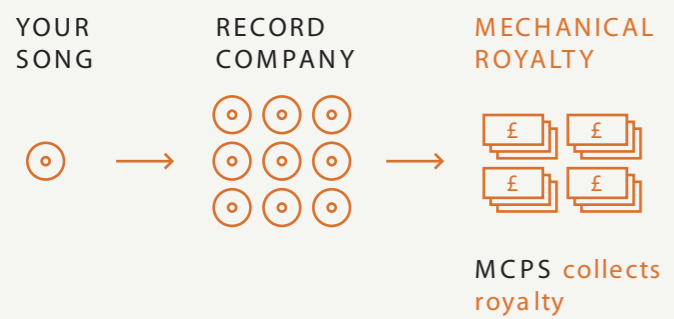 YOUR
SONG
RECORD
COMPANY
MECHANICAL
ROYALTY
£
£
£
£
MCPS collects
royalty